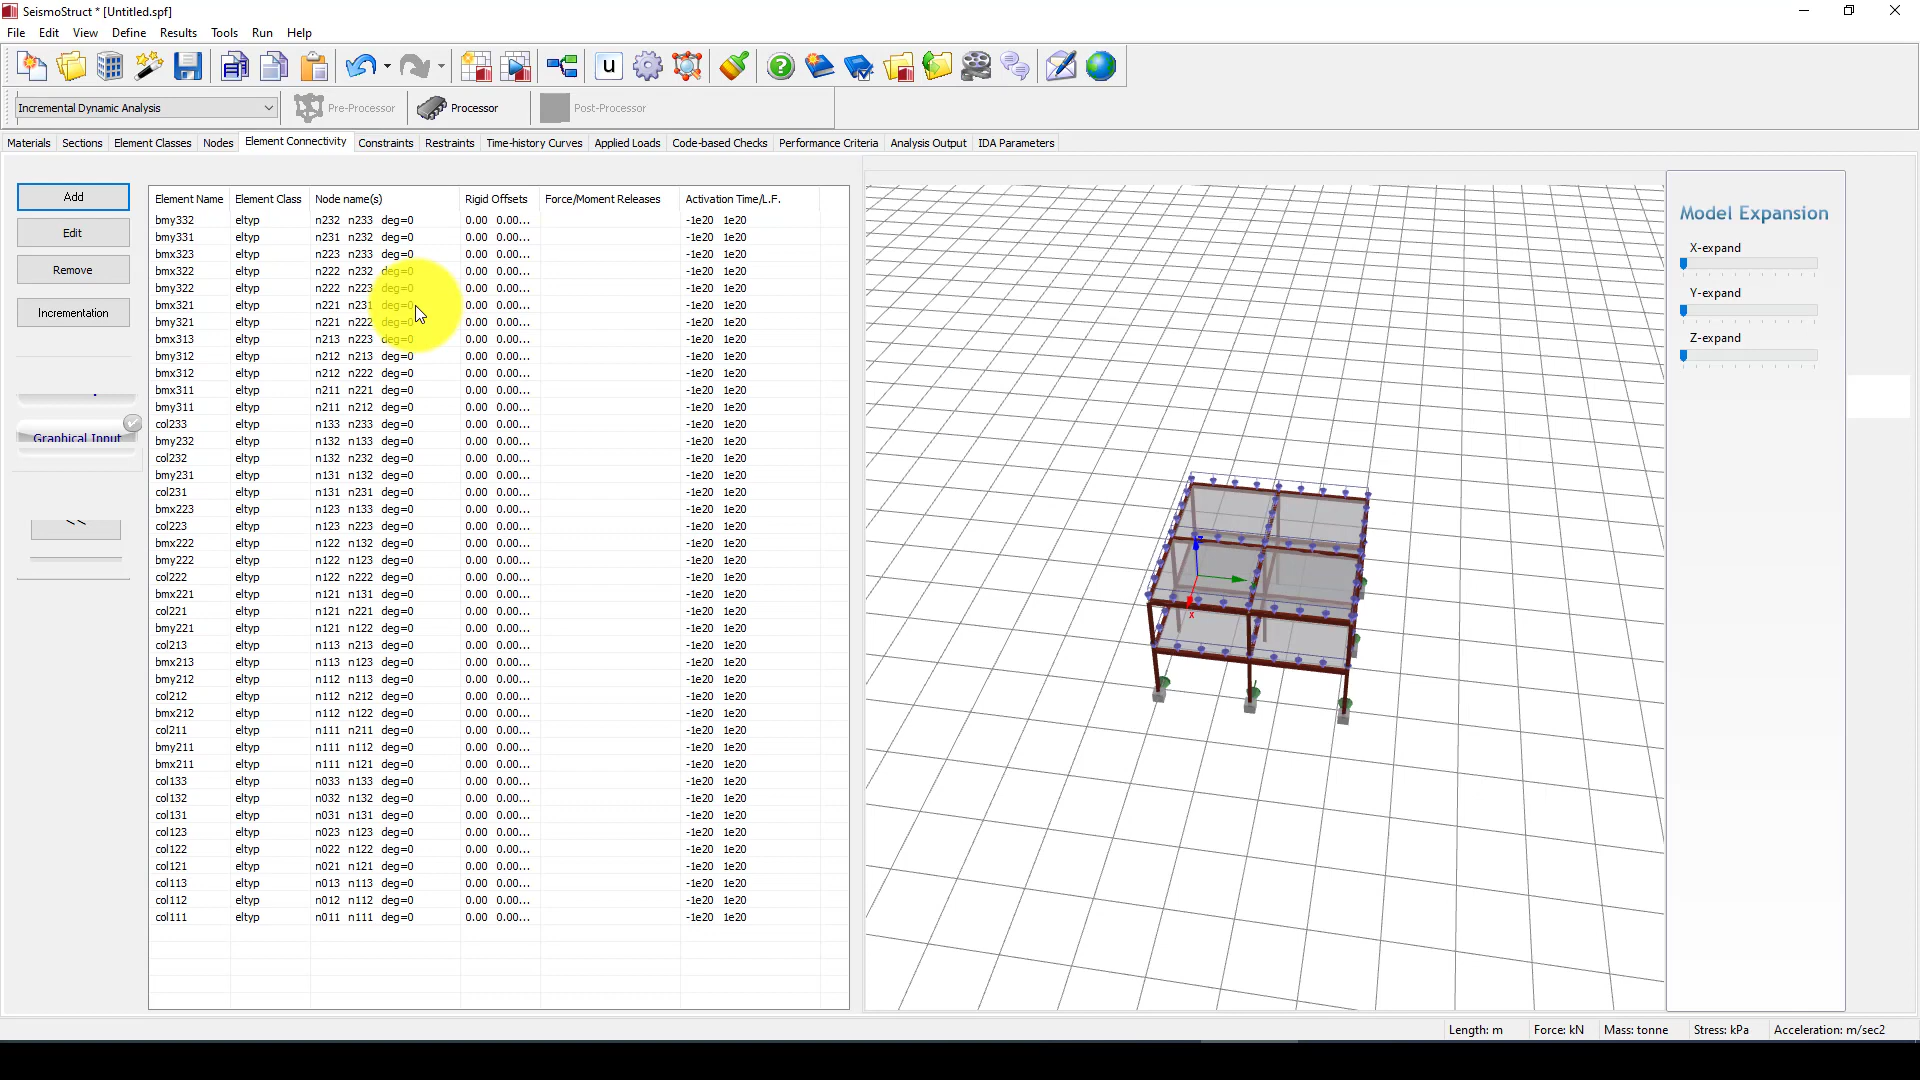 SeismoStruct * [Untitled.spf]
File Edit View Define Results Tools Run Help
u
Incremental Dynamic Analysis Pre-Processor Processor Post-Processor
Materials Sections Element Classes Nodes Element Connectivity Constraints Restraints Time-history Curves Applied Loads Code-based Checks Performance Criteria Analysis Output IDA Parameters
Add
Edit
Remove
Incrementation
Graphical Input
Element Name Element Class Node name(s) Rigid Offsets Force/Moment Releases Activation Time/L.F.
bmy332 eltyp n232 n233 deg=0 0.00 0.00... -1e20 1e20
bmy331 eltyp n231 n232 deg=0 0.00 0.00... -1e20 1e20
bmx323 eltyp n223 n233 deg=0 0.00 0.00... -1e20 1e20
bmx322 eltyp n222 n232 deg=0 0.00 0.00... -1e20 1e20
bmy322 eltyp n222 n223 deg=0 0.00 0.00... -1e20 1e20
bmx321 eltyp n221 n231 deg=0 0.00 0.00... -1e20 1e20
bmy321 eltyp n221 n222 deg=0 0.00 0.00... -1e20 1e20
bmx313 eltyp n213 n223 deg=0 0.00 0.00... -1e20 1e20
bmy312 eltyp n212 n213 deg=0 0.00 0.00... -1e20 1e20
bmx312 eltyp n212 n222 deg=0 0.00 0.00... -1e20 1e20
bmx311 eltyp n211 n221 deg=0 0.00 0.00... -1e20 1e20
bmy311 eltyp n211 n212 deg=0 0.00 0.00... -1e20 1e20
col233 eltyp n133 n233 deg=0 0.00 0.00... -1e20 1e20
bmy232 eltyp n132 n133 deg=0 0.00 0.00... -1e20 1e20
col232 eltyp n132 n232 deg=0 0.00 0.00... -1e20 1e20
bmy231 eltyp n131 n132 deg=0 0.00 0.00... -1e20 1e20
col231 eltyp n131 n231 deg=0 0.00 0.00... -1e20 1e20
bmx223 eltyp n123 n133 deg=0 0.00 0.00... -1e20 1e20
col223 eltyp n123 n223 deg=0 0.00 0.00... -1e20 1e20
bmx222 eltyp n122 n132 deg=0 0.00 0.00... -1e20 1e20
bmy222 eltyp n122 n123 deg=0 0.00 0.00... -1e20 1e20
col222 eltyp n122 n222 deg=0 0.00 0.00... -1e20 1e20
bmx221 eltyp n121 n131 deg=0 0.00 0.00... -1e20 1e20
col221 eltyp n121 n221 deg=0 0.00 0.00... -1e20 1e20
bmy221 eltyp n121 n122 deg=0 0.00 0.00... -1e20 1e20
col213 eltyp n113 n213 deg=0 0.00 0.00... -1e20 1e20
bmx213 eltyp n113 n123 deg=0 0.00 0.00... -1e20 1e20
bmy212 eltyp n112 n113 deg=0 0.00 0.00... -1e20 1e20
col212 eltyp n112 n212 deg=0 0.00 0.00... -1e20 1e20
bmx212 eltyp n112 n122 deg=0 0.00 0.00... -1e20 1e20
col211 eltyp n111 n211 deg=0 0.00 0.00... -1e20 1e20
bmy211 eltyp n111 n112 deg=0 0.00 0.00... -1e20 1e20
bmx211 eltyp n111 n121 deg=0 0.00 0.00... -1e20 1e20
col133 eltyp n033 n133 deg=0 0.00 0.00... -1e20 1e20
col132 eltyp n032 n132 deg=0 0.00 0.00... -1e20 1e20
col131 eltyp n031 n131 deg=0 0.00 0.00... -1e20 1e20
col123 eltyp n023 n123 deg=0 0.00 0.00... -1e20 1e20
col122 eltyp n022 n122 deg=0 0.00 0.00... -1e20 1e20
col121 eltyp n021 n121 deg=0 0.00 0.00... -1e20 1e20
col113 eltyp n013 n113 deg=0 0.00 0.00... -1e20 1e20
col112 eltyp n012 n112 deg=0 0.00 0.00... -1e20 1e20
col111 eltyp n011 n111 deg=0 0.00 0.00... -1e20 1e20
x
Model Expansion
X-expand
Y-expand
Z-expand
Length: m Force: kN Mass: tonne Stress: kPa Acceleration: m/sec2